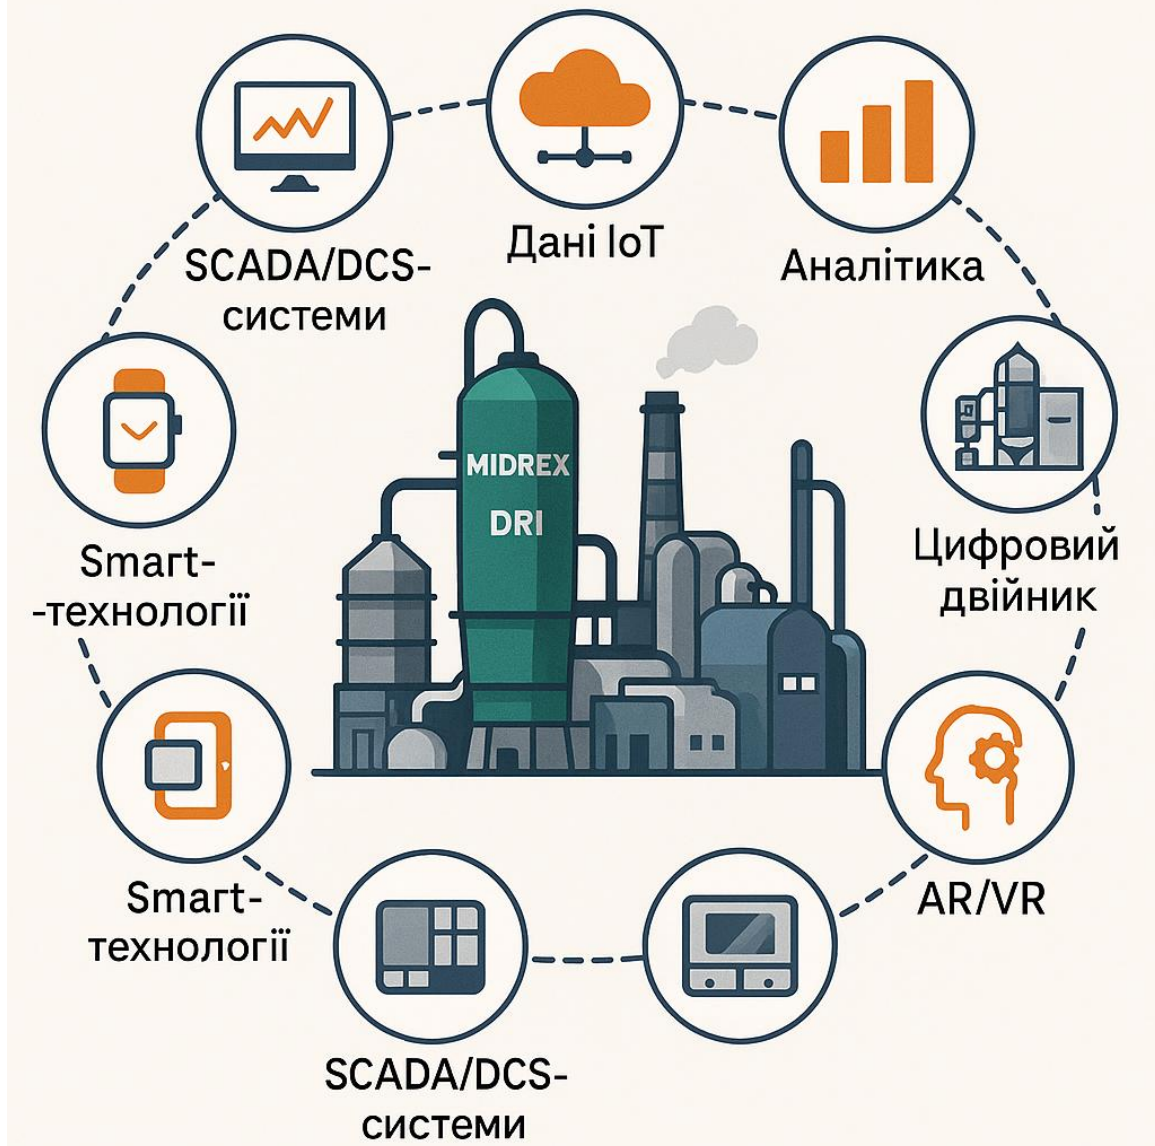 SCADA/DCS-
системи
Дані IoT
Аналітика
MIDREX
DRI
Smart-
-технології
Цифровий
двійник
Smart-
технології
AR/VR
SCADA/DCS-
системи